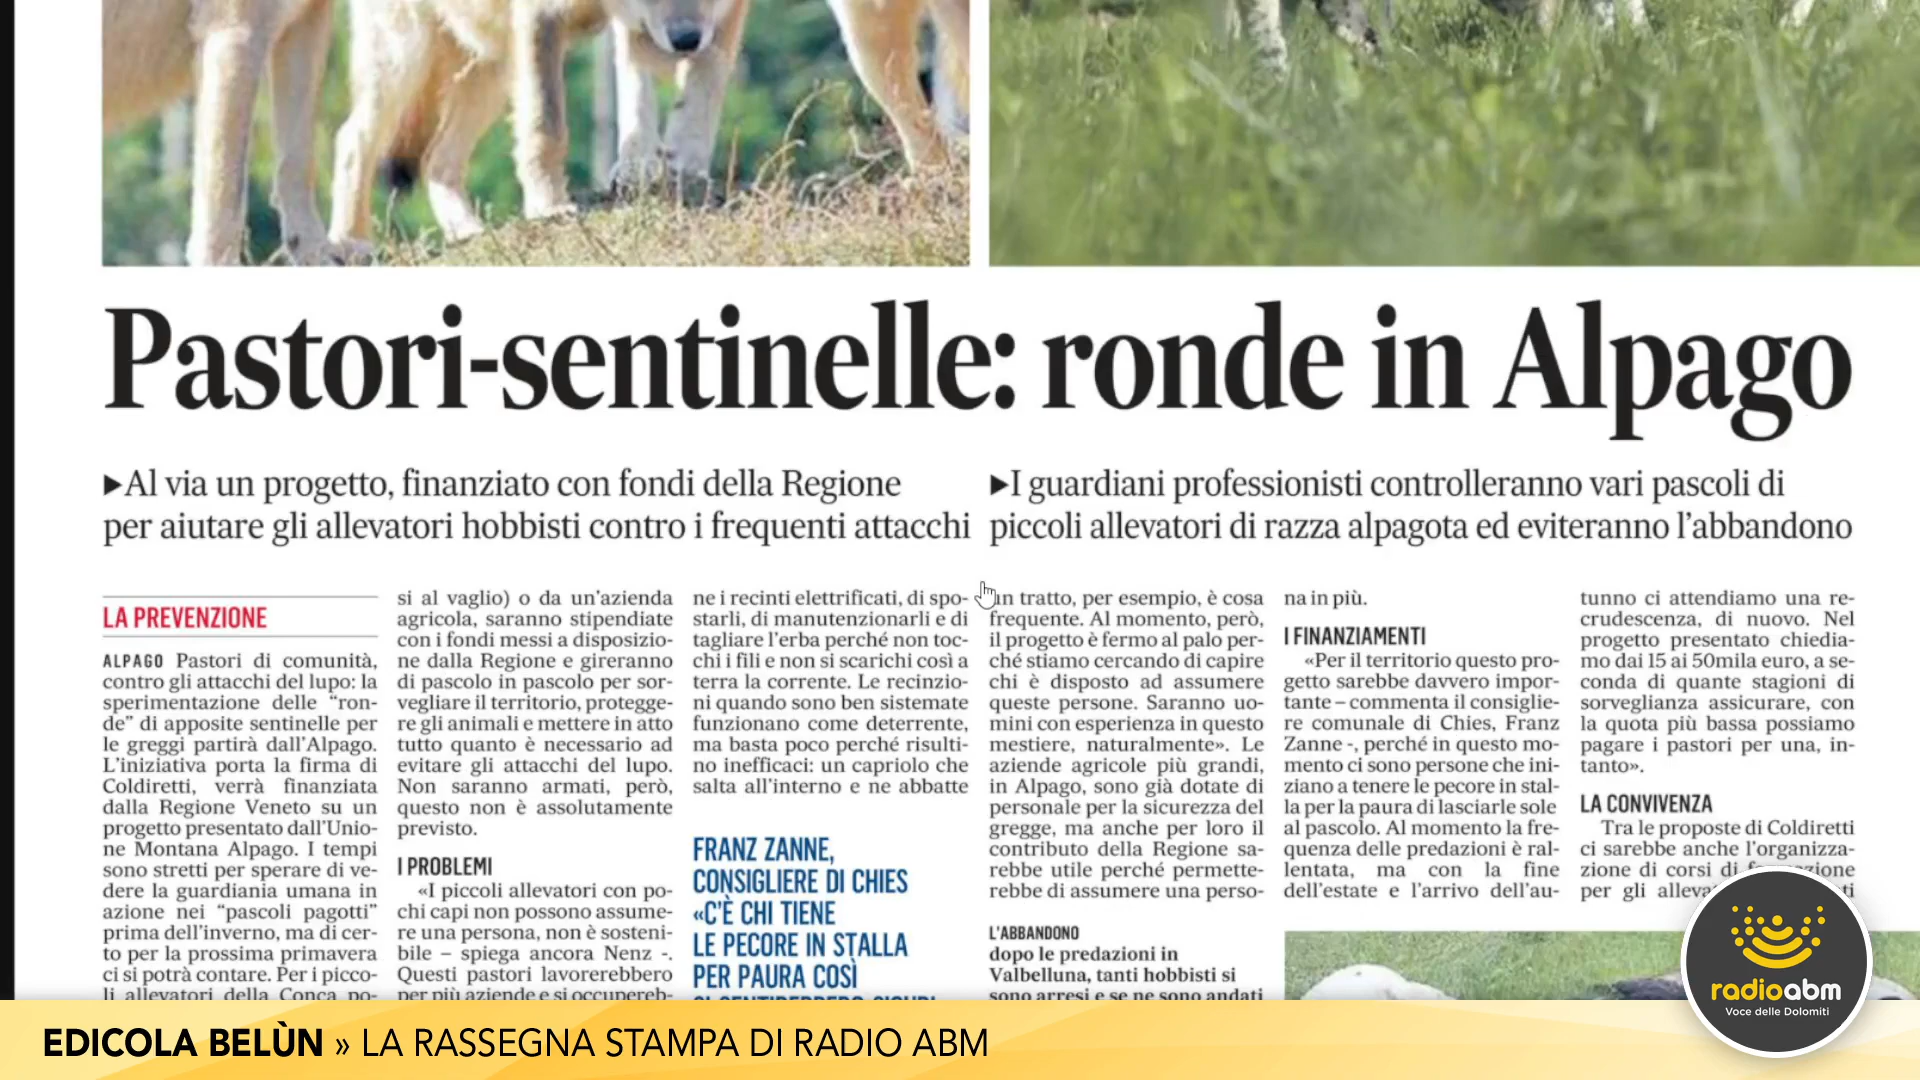 Pastori-sentinelle: ronde in Alpago
►Al via un progetto, finanziato con fondi della Regione
per aiutare gli allevatori hobbisti contro i frequenti attacchi
►I guardiani professionisti controlleranno vari pascoli di
piccoli allevatori di razza alpagota ed eviteranno l'abbandono
LA PREVENZIONE
ALPAGO Pastori di comunità,
contro gli attacchi del lupo: la
sperimentazione delle “ron-
de” di apposite sentinelle per
le greggi partirà dall'Alpago.
L'iniziativa porta la firma di
Coldiretti, verrà finanziata
dalla Regione Veneto su un
progetto presentato dall'Unio-
ne Montana Alpago. I tempi
sono stretti per sperare di ve-
dere la guardiania umana in
azione nei “pascoli pagotti”
prima dell'inverno, ma di cer-
to per la prossima primavera
ci si potrà contare. Per i picco-
li allevatori della Conca po-
si al vaglio) o da un'azienda
agricola, saranno stipendiate
con i fondi messi a disposizio-
ne dalla Regione e gireranno
di pascolo in pascolo per sor-
vegliare il territorio, protegge-
re gli animali e mettere in atto
tutto quanto è necessario ad
evitare gli attacchi del lupo.
Non saranno armati, però,
questo non è assolutamente
previsto.
I PROBLEMI
«I piccoli allevatori con po-
chi capi non possono assume-
re una persona, non è sosteni-
bile – spiega ancora Nenz -.
Questi pastori lavorerebbero
per più aziende e si occupereb-
ne i recinti elettrificati, di spo-
starli, di manutenzionarli e di
tagliare l'erba perché non toc-
chi i fili e non si scarichi così a
terra la corrente. Le recinzio-
ni quando sono ben sistemate
funzionano come deterrente,
ma basta poco perché risulti-
no inefficaci: un capriolo che
salta all'interno e ne abbatte
FRANZ ZANNE,
CONSIGLIERE DI CHIES
«C'È CHI TIENE
LE PECORE IN STALLA
PER PAURA COSÌ
un tratto, per esempio, è cosa
frequente. Al momento, però,
il progetto è fermo al palo per-
ché stiamo cercando di capire
chi è disposto ad assumere
queste persone. Saranno uo-
mini con esperienza in questo
mestiere, naturalmente». Le
aziende agricole più grandi,
in Alpago, sono già dotate di
personale per la sicurezza del
gregge, ma anche per loro il
contributo della Regione sa-
rebbe utile perché permette-
rebbe di assumere una perso-
L'ABBANDONO
dopo le predazioni in
Valbelluna, tanti hobbisti si
sono arresi e se ne sono andati
na in più.
I FINANZIAMENTI
«Per il territorio questo pro-
getto sarebbe davvero impor-
tante – commenta il consiglie-
re comunale di Chies, Franz
Zanne -, perché in questo mo-
mento ci sono persone che ini-
ziano a tenere le pecore in stal-
la per la paura di lasciarle sole
al pascolo. Al momento la fre-
quenza delle predazioni è ral-
lentata, ma con la fine
dell'estate e l'arrivo dell'au-
tunno ci attendiamo una re-
crudescenza, di nuovo. Nel
progetto presentato chiedia-
mo dai 15 ai 50mila euro, a se-
conda di quante stagioni di
sorveglianza assicurare, con
la quota più bassa possiamo
pagare i pastori per una, in-
tanto».
LA CONVIVENZA
Tra le proposte di Coldiretti
ci sarebbe anche l'organizza-
zione di corsi di formazione
per gli
radioabm
Voce delle Dolomiti
EDICOLA BELÙN » LA RASSEGNA STAMPA DI RADIO ABM